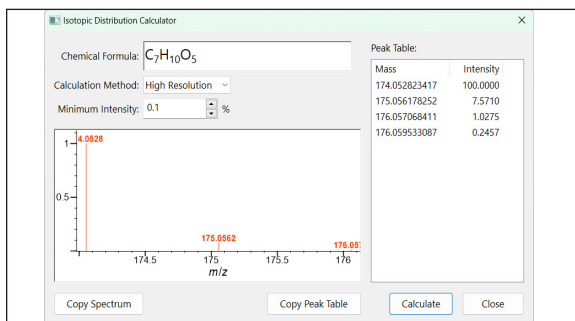 Isotopic Distribution Calculator
Chemical Formula: C₇H₁₀O₅
Calculation Method: High Resolution
Minimum Intensity: 0.1 %
Peak Table:
Mass Intensity
174.052823417 100.0000
175.056178252 7.5710
176.057068411 1.0275
176.059533087 0.2457
4.0528
1
0.5
175.0562
176.057
174.5 175 175.5 176
m/z
Copy Spectrum
Copy Peak Table
Calculate
Close